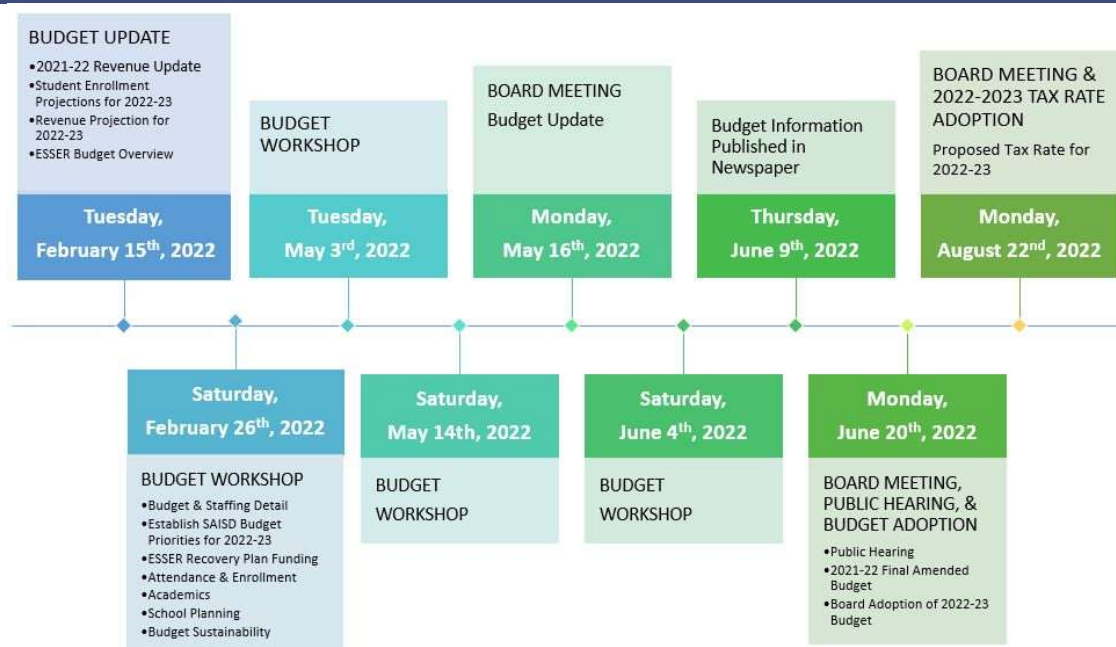 BUDGET UPDATE
•2021-22 Revenue Update
•Student Enrollment
Projections for 2022-23
•Revenue Projection for
2022-23
•ESSER Budget Overview
Tuesday,
February 15th, 2022
BUDGET
WORKSHOP
Tuesday,
May 3rd, 2022
BOARD MEETING
Budget Update
Monday,
May 16th, 2022
Budget Information
Published in
Newspaper
Thursday,
June 9th, 2022
BOARD MEETING &
2022-2023 TAX RATE
ADOPTION
Proposed Tax Rate for
2022-23
Monday,
August 22nd, 2022
Saturday,
February 26th, 2022
BUDGET WORKSHOP
•Budget & Staffing Detail
•Establish SAISD Budget
Priorities for 2022-23
•ESSER Recovery Plan Funding
•Attendance & Enrollment
•Academics
•School Planning
•Budget Sustainability
Saturday,
May 14th, 2022
BUDGET
WORKSHOP
Saturday,
June 4th, 2022
BUDGET
WORKSHOP
Monday,
June 20th, 2022
BOARD MEETING,
PUBLIC HEARING, &
BUDGET ADOPTION
•Public Hearing
•2021-22 Final Amended
Budget
•Board Adoption of 2022-23
Budget